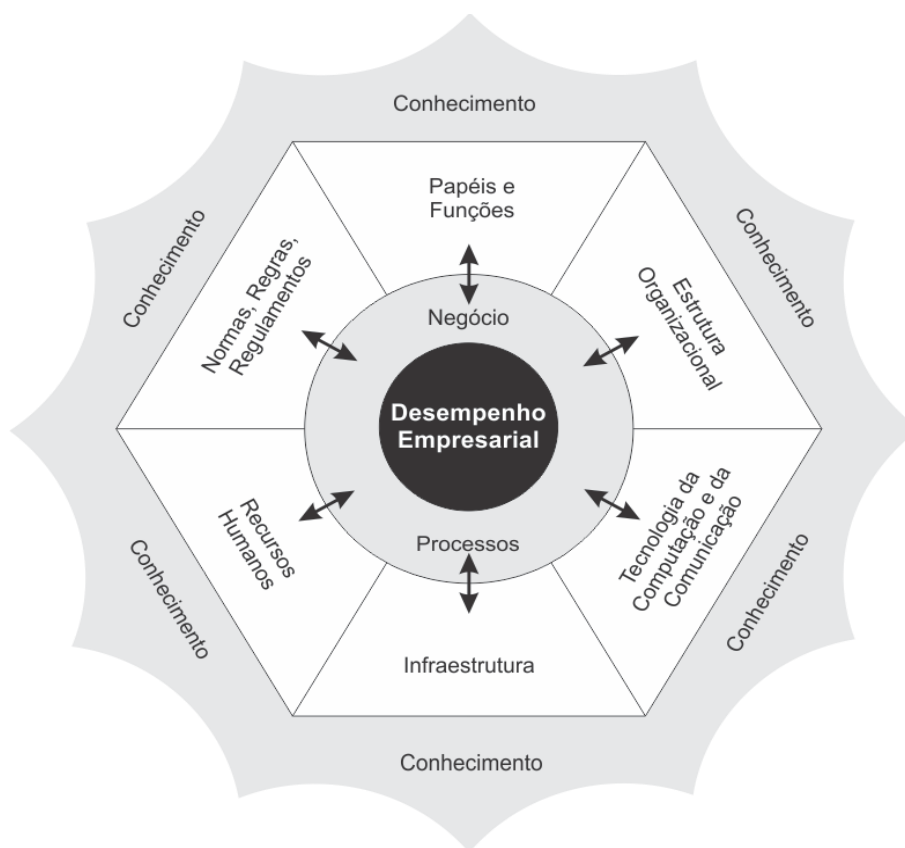 Conhecimento
Papéis e
Funções
Conhecimento
Normas, Regras,
Regulamentos
Estrutura
Organizacional
Conhecimento
Negócio
Desempenho
Empresarial
Processos
Conhecimento
Recursos
Humanos
Tecnologia da
Computação e da
Comunicação
Conhecimento
Infraestrutura
Conhecimento